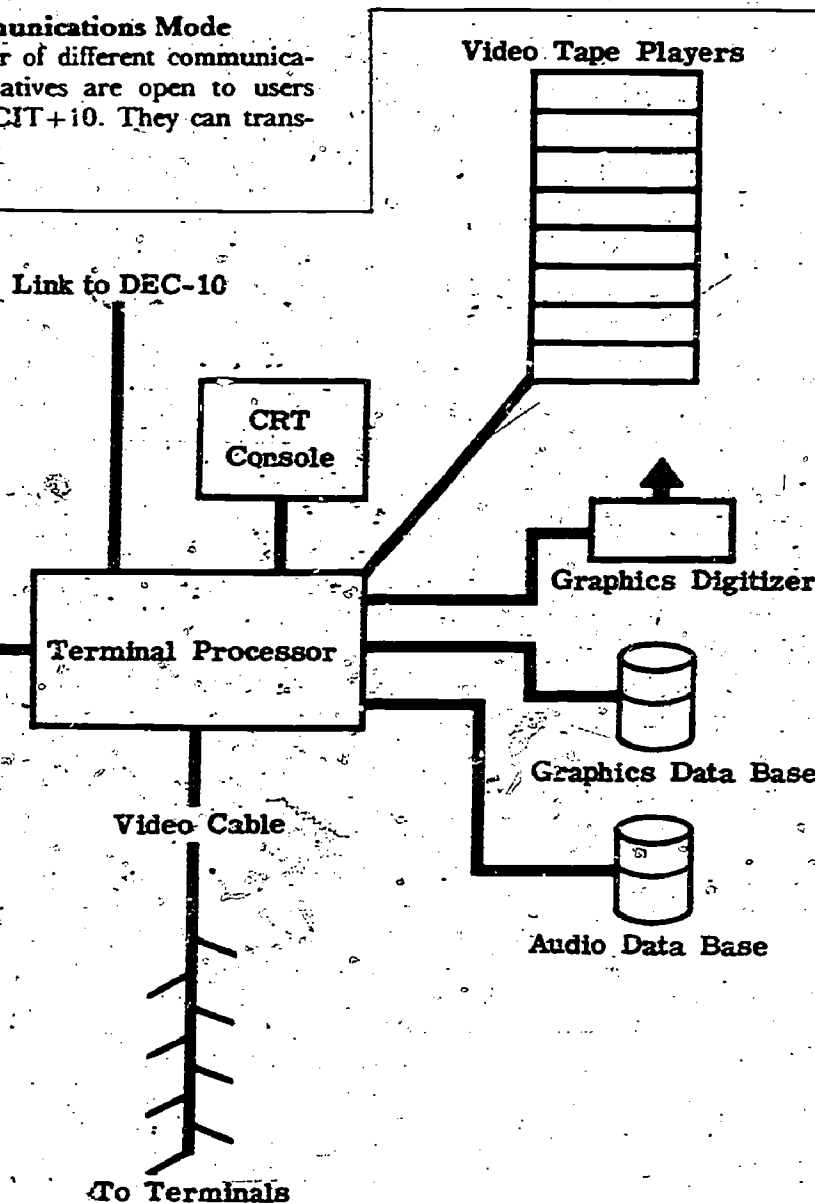 munications Mode
r of different communica-
atives are open to users
CIT+10. They can trans-
Video Tape Players
Link to DEC-10
CRT
Console
Graphics Digitizer
Terminal Processor
Graphics Data Base
Video Cable
Audio Data Base
To Terminals